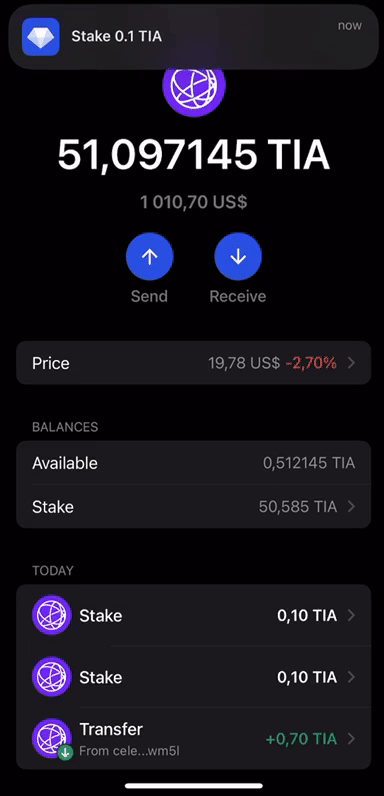 Stake 0.1 TIA
now
51,097145 TIA
1 010,70 US$
Send Receive
Price 19,78 US$ -2,70%
BALANCES
Available 0,512145 TIA
Stake 50,585 TIA
TODAY
Stake 0,10 TIA
Stake 0,10 TIA
Transfer +0,70 TIA
From cele...wm5l